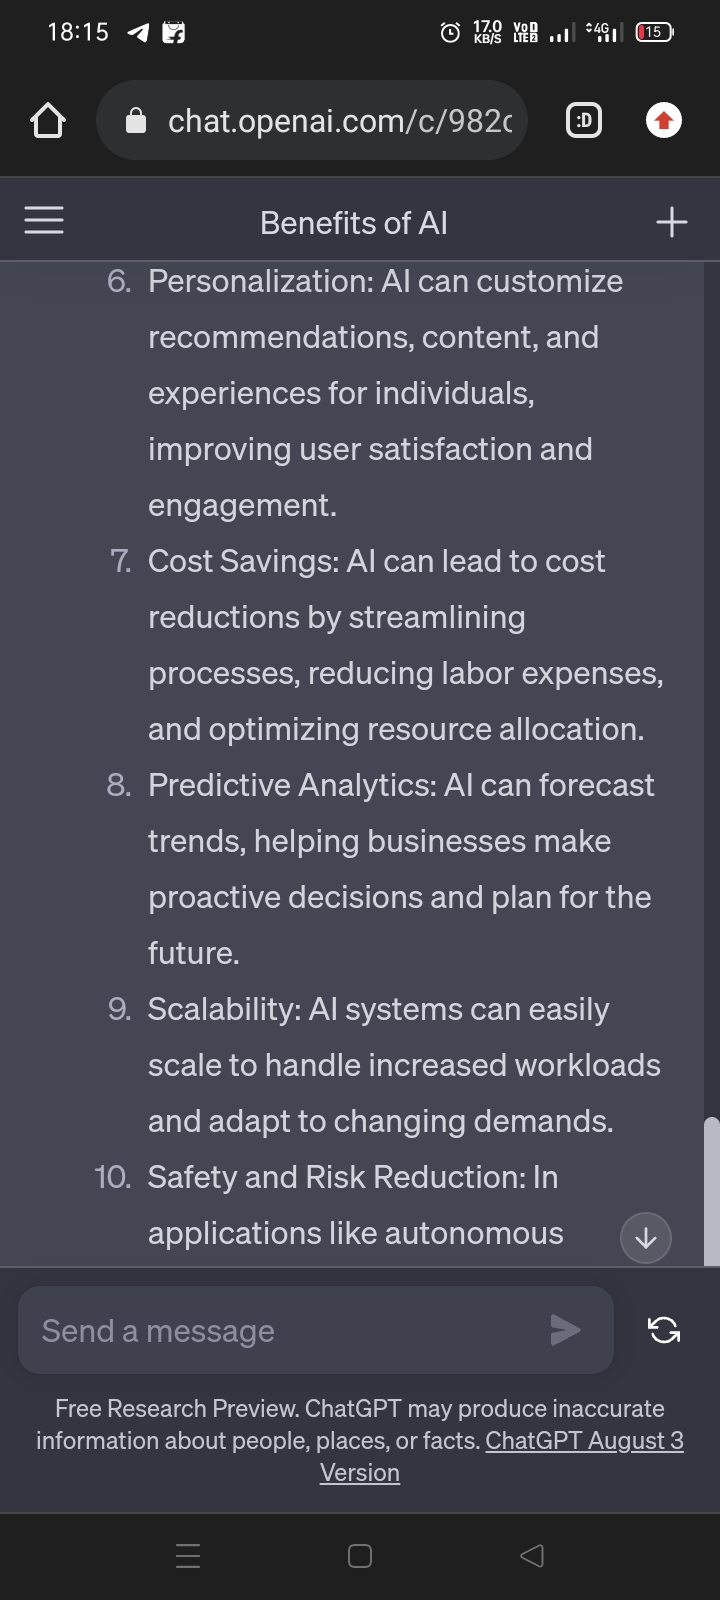 18:15
17.0
KB/S
VoD
LTE2
4G
15
chat.openai.com/c/982c
:D
Benefits of AI
6. Personalization: AI can customize
recommendations, content, and
experiences for individuals,
improving user satisfaction and
engagement.
7. Cost Savings: AI can lead to cost
reductions by streamlining
processes, reducing labor expenses,
and optimizing resource allocation.
8. Predictive Analytics: AI can forecast
trends, helping businesses make
proactive decisions and plan for the
future.
9. Scalability: AI systems can easily
scale to handle increased workloads
and adapt to changing demands.
10. Safety and Risk Reduction: In
applications like autonomous
Send a message
Free Research Preview. ChatGPT may produce inaccurate
information about people, places, or facts. ChatGPT August 3
Version